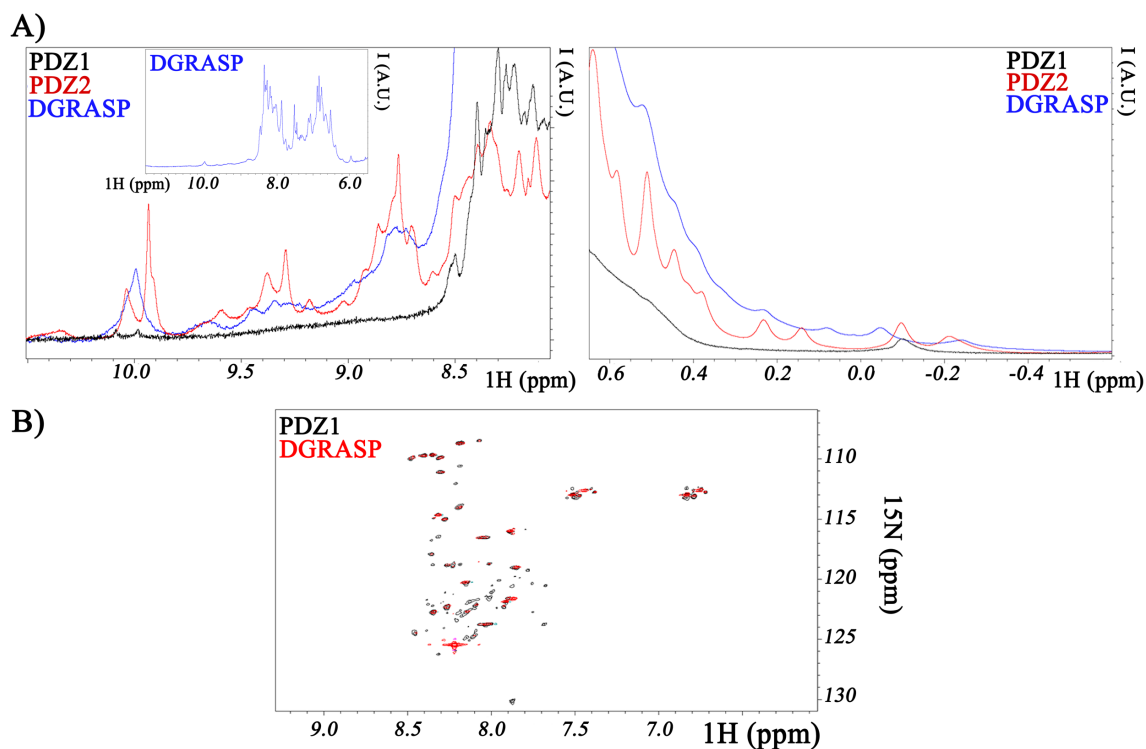 A)
PDZ1
PDZ2
DGRASP
DGRASP
I (A.U.)
1H (ppm)
10.0
8.0
6.0
I (A.U.)
10.0
9.5
9.0
8.5
1H (ppm)
PDZ1
PDZ2
DGRASP
I (A.U.)
0.6
0.4
0.2
0.0
-0.2
-0.4
1H (ppm)
B)
PDZ1
DGRASP
110
115
120
125
130
15N (ppm)
9.0
8.5
8.0
7.5
7.0
1H (ppm)